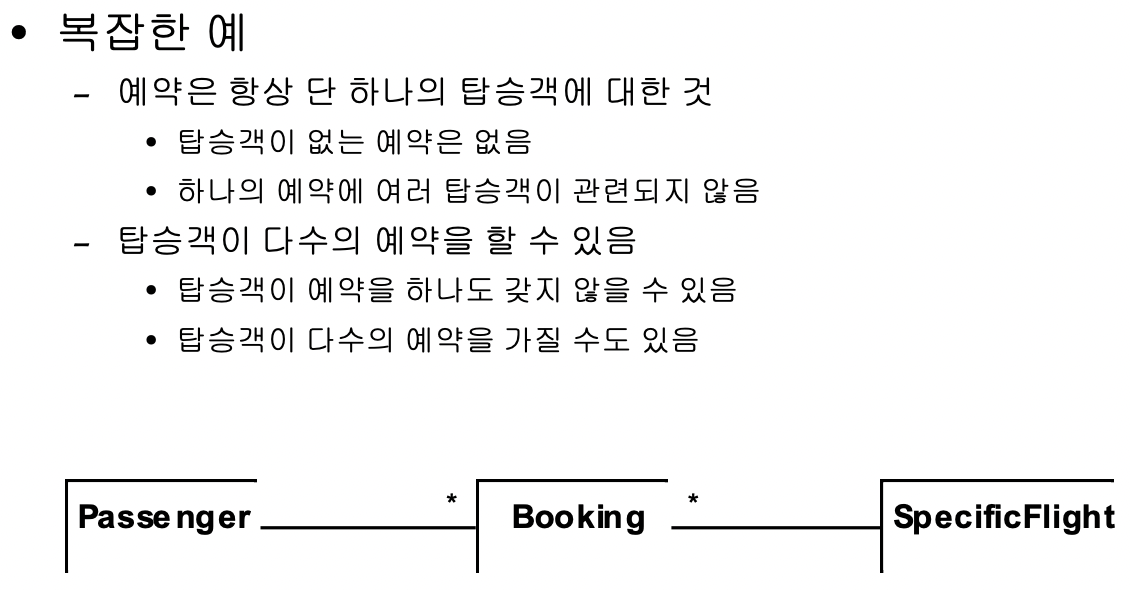 • 복잡한 예
– 예약은 항상 단 하나의 탑승객에 대한 것
• 탑승객이 없는 예약은 없음
• 하나의 예약에 여러 탑승객이 관련되지 않음
– 탑승객이 다수의 예약을 할 수 있음
• 탑승객이 예약을 하나도 갖지 않을 수 있음
• 탑승객이 다수의 예약을 가질 수도 있음
Passenger * Booking * SpecificFlight